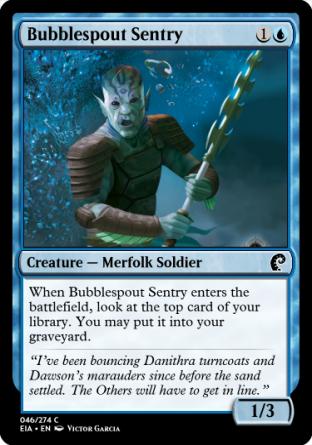 Bubblespout Sentry 1
Creature — Merfolk Soldier
When Bubblespout Sentry enters the
battlefield, look at the top card of your
library. You may put it into your
graveyard.
“I’ve been bouncing Danithra turncoats and
Dawson’s marauders since before the sand
settled. The Others will have to get in line.”
1/3
046/274 C
EIA • EN Victor Garcia